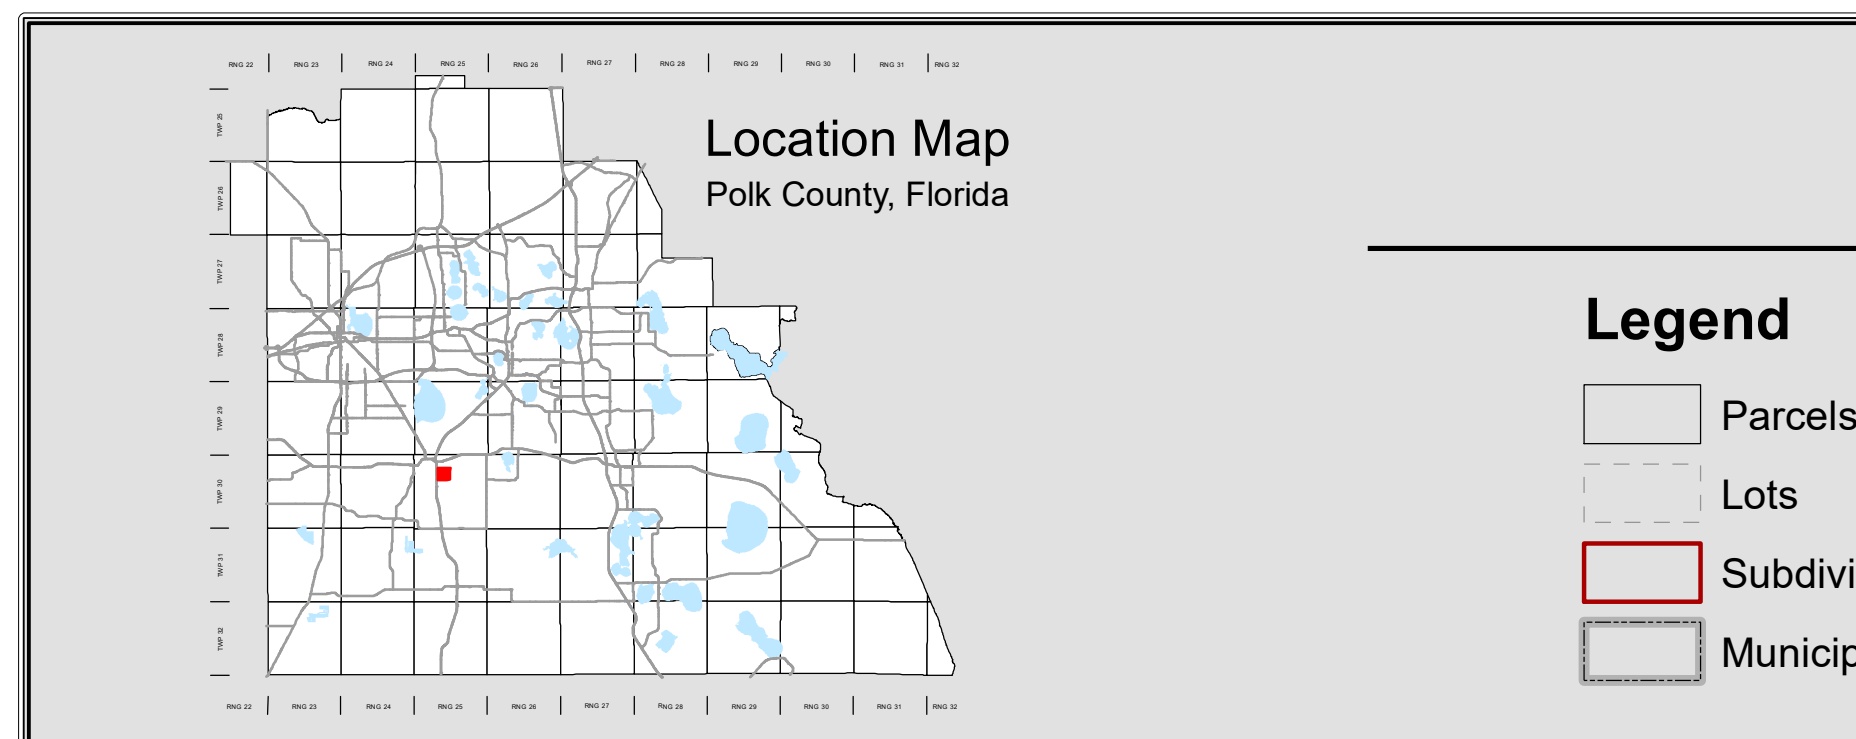 RNG 22 RNG 23 RNG 24 RNG 25 RNG 26 RNG 27 RNG 28 RNG 29 RNG 30 RNG 31 RNG 32
TWP 25
Location Map
TWP 26
Polk County, Florida
TWP 27
TWP 28
TWP 29
TWP 30
TWP 31
TWP 32
RNG 22 RNG 23 RNG 24 RNG 25 RNG 26 RNG 27 RNG 28 RNG 29 RNG 30 RNG 31 RNG 32
Legend
Parcels
Lots
Subdivi
Municip